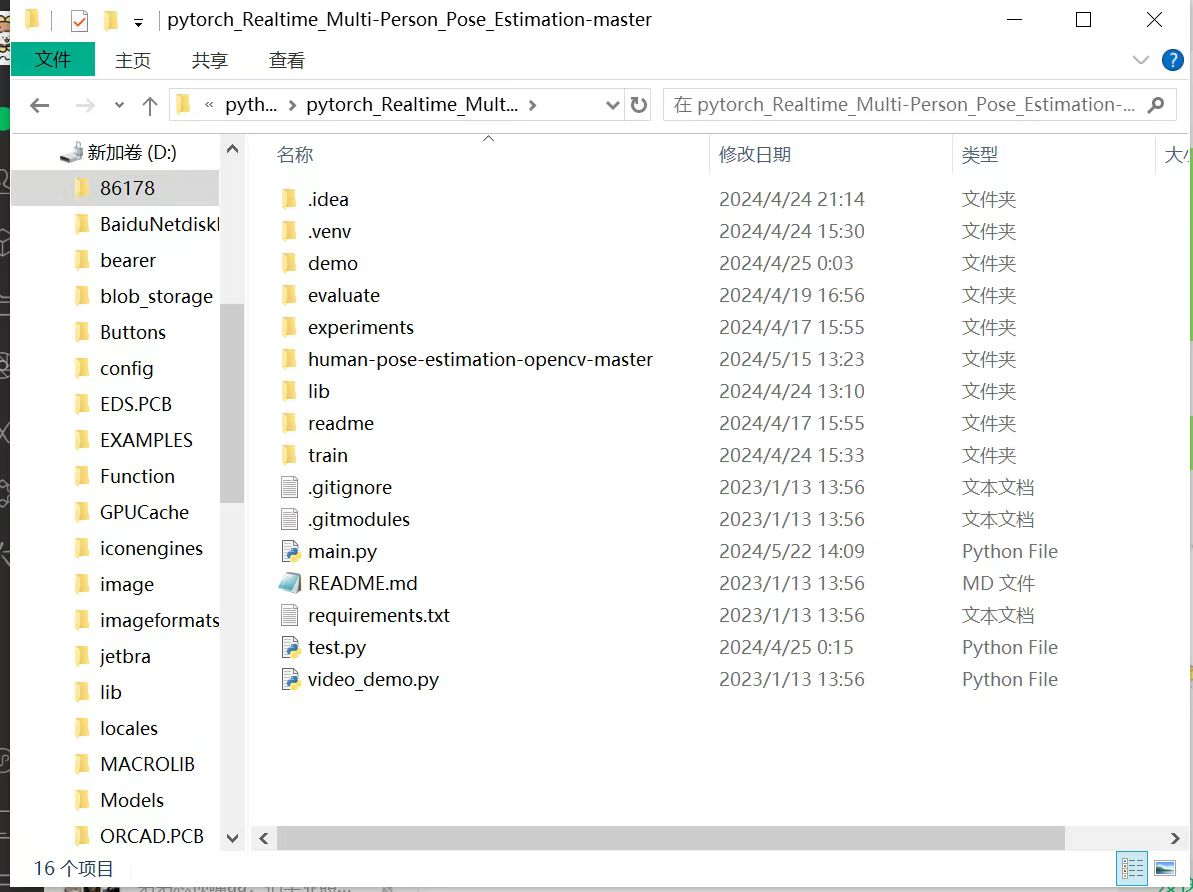 pytorch_Realtime_Multi-Person_Pose_Estimation-master
文件 主页 共享 查看
« pyth... > pytorch_Realtime_Mult... > 在 pytorch_Realtime_Multi-Person_Pose_Estimation-...
新加卷 (D:)
86178
BaiduNetdisk
bearer
blob_storage
Buttons
config
EDS.PCB
EXAMPLES
Function
GPUCache
iconengines
image
imageformats
jetbra
lib
locales
MACROLIB
Models
ORCAD.PCB
名称 修改日期 类型 大
.idea 2024/4/24 21:14 文件夹
.venv 2024/4/24 15:30 文件夹
demo 2024/4/25 0:03 文件夹
evaluate 2024/4/19 16:56 文件夹
experiments 2024/4/17 15:55 文件夹
human-pose-estimation-opencv-master 2024/5/15 13:23 文件夹
lib 2024/4/24 13:10 文件夹
readme 2024/4/17 15:55 文件夹
train 2024/4/24 15:33 文件夹
.gitignore 2023/1/13 13:56 文本文档
.gitmodules 2023/1/13 13:56 文本文档
main.py 2024/5/22 14:09 Python File
README.md 2023/1/13 13:56 MD 文件
requirements.txt 2023/1/13 13:56 文本文档
test.py 2024/4/25 0:15 Python File
video_demo.py 2023/1/13 13:56 Python File
16 个项目